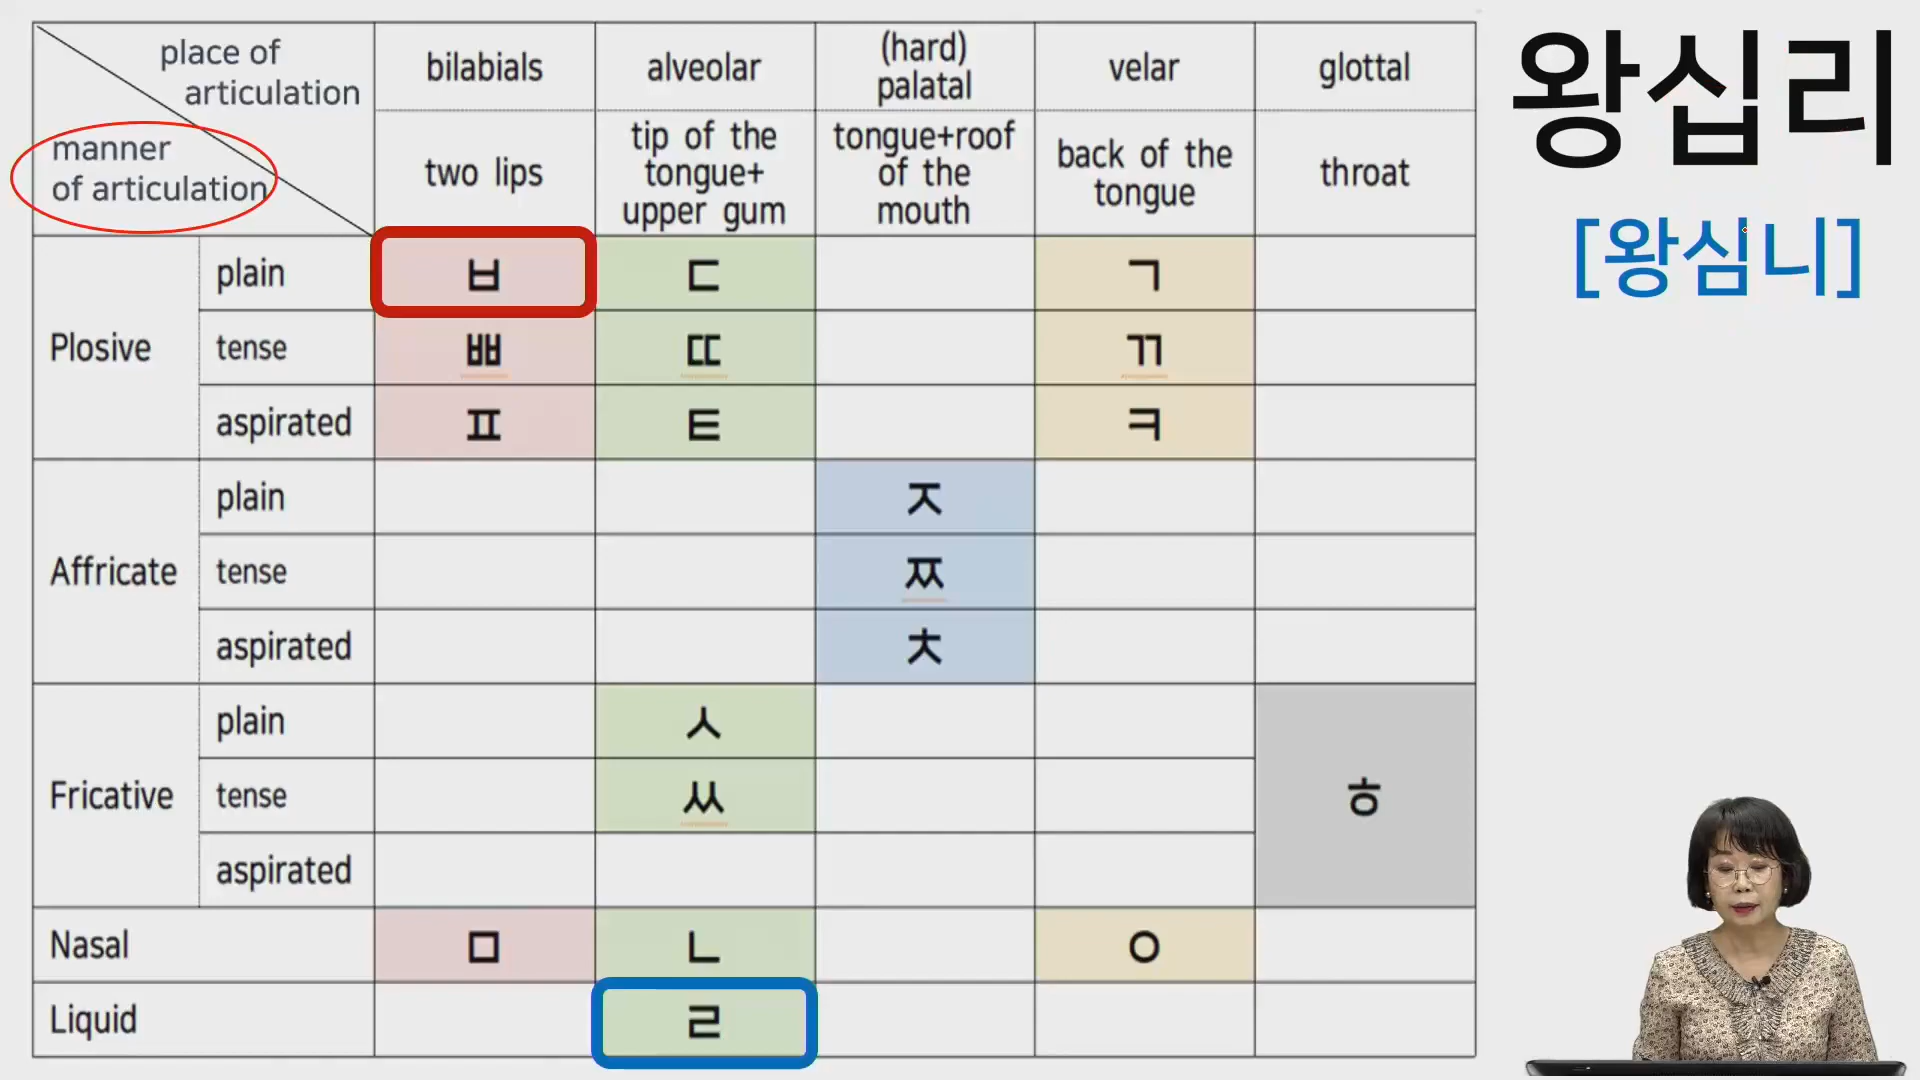 place of
articulation
manner
of articulation
bilabials
alveolar
(hard)
palatal
velar
glottal
two lips
tip of the
tongue+
upper gum
tongue+roof
of the
mouth
back of the
tongue
throat
Plosive
plain
ㅂ
ㄷ
ㄱ
tense
ㅃ
ㄸ
ㄲ
aspirated
ㅍ
ㅌ
ㅋ
Affricate
plain
ㅈ
tense
ㅉ
aspirated
ㅊ
Fricative
plain
ㅅ
tense
ㅆ
ㅎ
aspirated
Nasal
ㅁ
ㄴ
ㅇ
Liquid
ㄹ
왕십리
[왕심니]